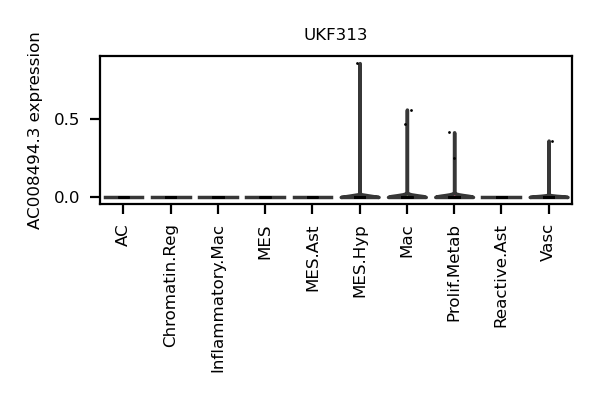 UKF313
AC008494.3 expression
0.5
0.0
AC
Chromatin.Reg
Inflammatory.Mac
MES
MES.Ast
MES.Hyp
Mac
Prolif.Metab
Reactive.Ast
Vasc